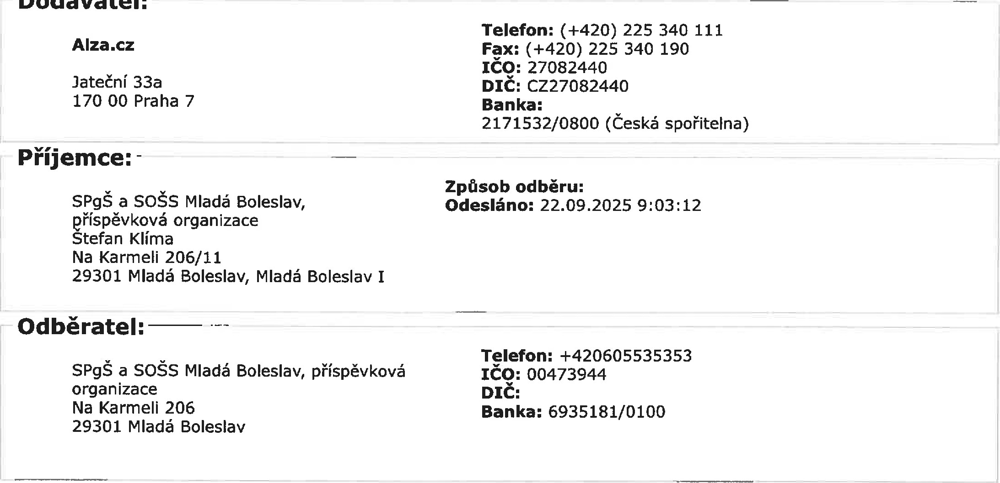 Dodavatel:
Alza.cz
Jateční 33a
170 00 Praha 7
Telefon: (+420) 225 340 111
Fax: (+420) 225 340 190
IČO: 27082440
DIČ: CZ27082440
Banka:
2171532/0800 (Česká spořitelna)
Příjemce:
SPgŠ a SOŠS Mladá Boleslav,
příspěvková organizace
Štefan Klíma
Na Karmeli 206/11
29301 Mladá Boleslav, Mladá Boleslav I
Způsob odběru:
Odesláno: 22.09.2025 9:03:12
Odběratel:
SPgŠ a SOŠS Mladá Boleslav, příspěvková
organizace
Na Karmeli 206
29301 Mladá Boleslav
Telefon: +420605535353
IČO: 00473944
DIČ:
Banka: 6935181/0100